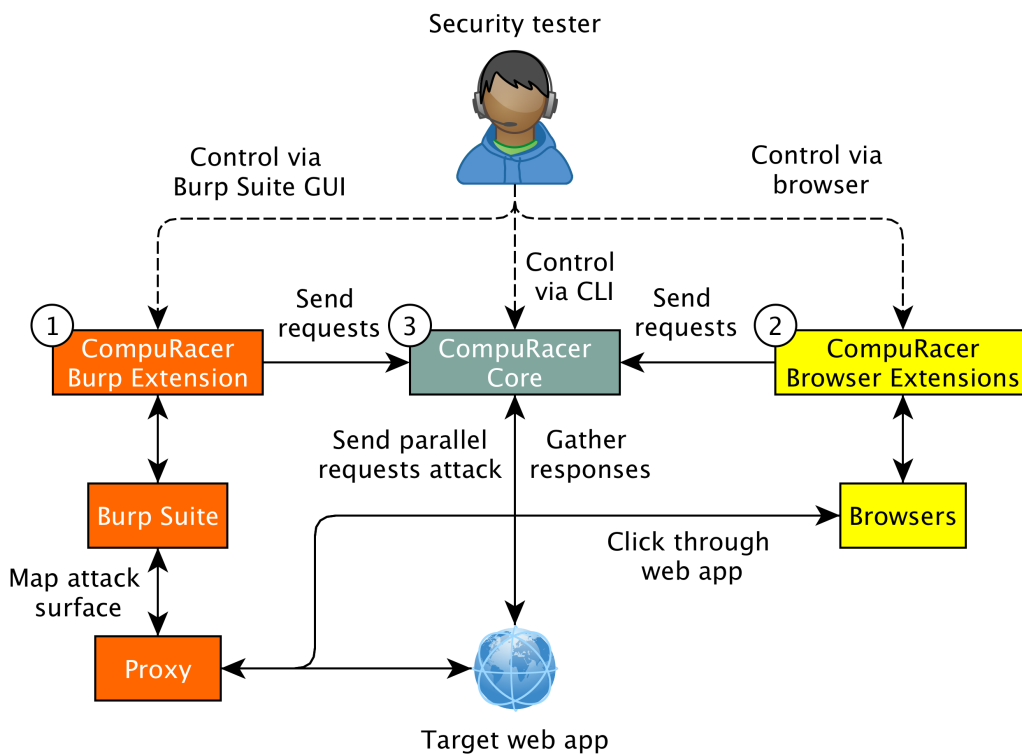 Security tester
Control via
Burp Suite GUI
Control via
browser
Control
via CLI
Send
requests
Send
requests
1
CompuRacer
Burp Extension
3
CompuRacer
Core
2
CompuRacer
Browser Extensions
Send parallel
requests attack
Gather
responses
Burp Suite
Browsers
Click through
web app
Map attack
surface
Proxy
Target web app